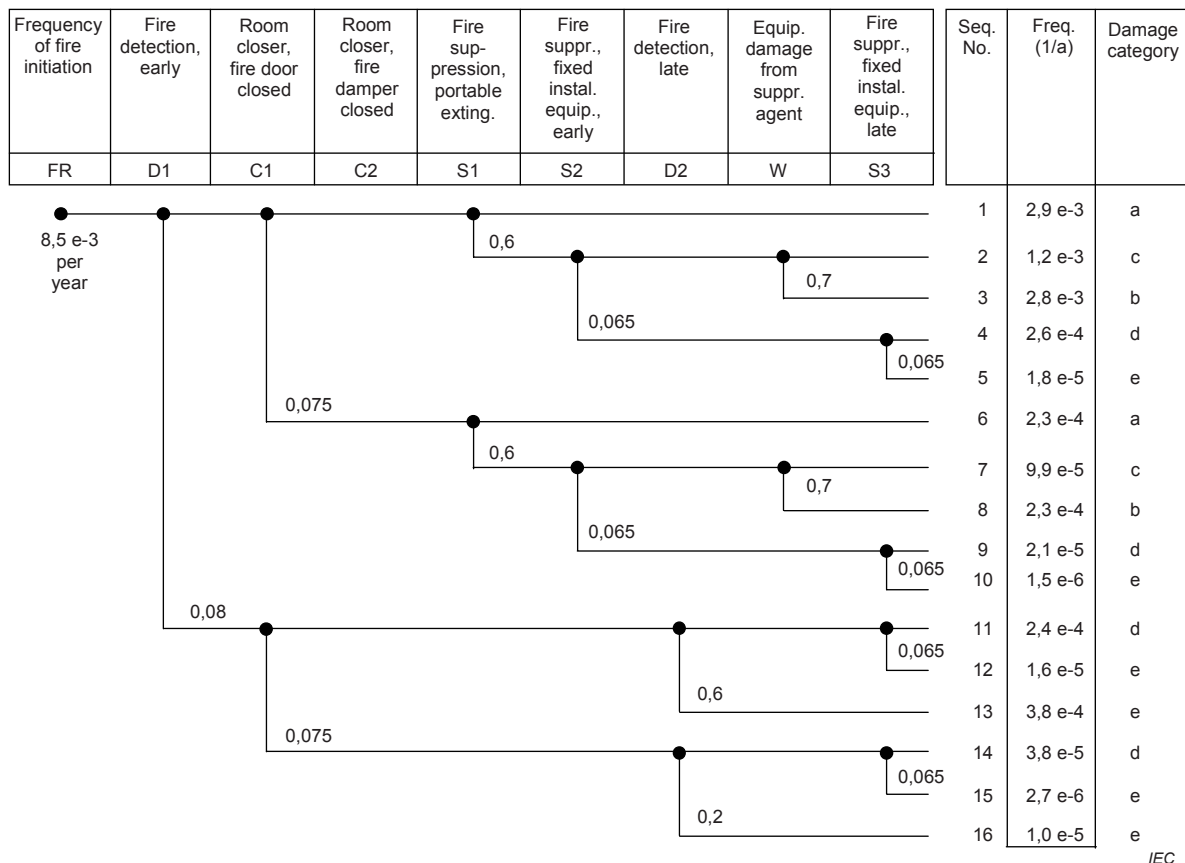 Frequency
of fire
initiation
Fire
detection,
early
Room
closer,
fire door
closed
Room
closer,
fire
damper
closed
Fire
sup-
pression,
portable
exting.
Fire
suppr.,
fixed
instal.
equip.,
early
Fire
detection,
late
Equip.
damage
from
suppr.
agent
Fire
suppr.,
fixed
instal.
equip.,
late
Seq.
No.
Freq.
(1/a)
Damage
category
FR D1 C1 C2 S1 S2 D2 W S3
8,5 e-3
per
year
1 2,9 e-3 a
0,6
2 1,2 e-3 c
0,7
3 2,8 e-3 b
0,065
4 2,6 e-4 d
0,065
5 1,8 e-5 e
0,075
6 2,3 e-4 a
0,6
7 9,9 e-5 c
0,7
8 2,3 e-4 b
0,065
9 2,1 e-5 d
0,065
10 1,5 e-6 e
0,08
11 2,4 e-4 d
0,065
12 1,6 e-5 e
0,6
13 3,8 e-4 e
0,075
14 3,8 e-5 d
0,065
15 2,7 e-6 e
0,2
16 1,0 e-5 e
IEC